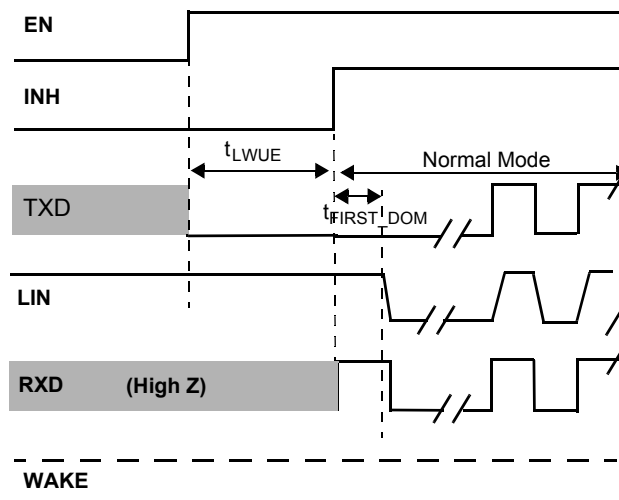 EN
INH
tLWUE
Normal Mode
TXD
tFIRST_DOM
LIN
RXD (High Z)
WAKE